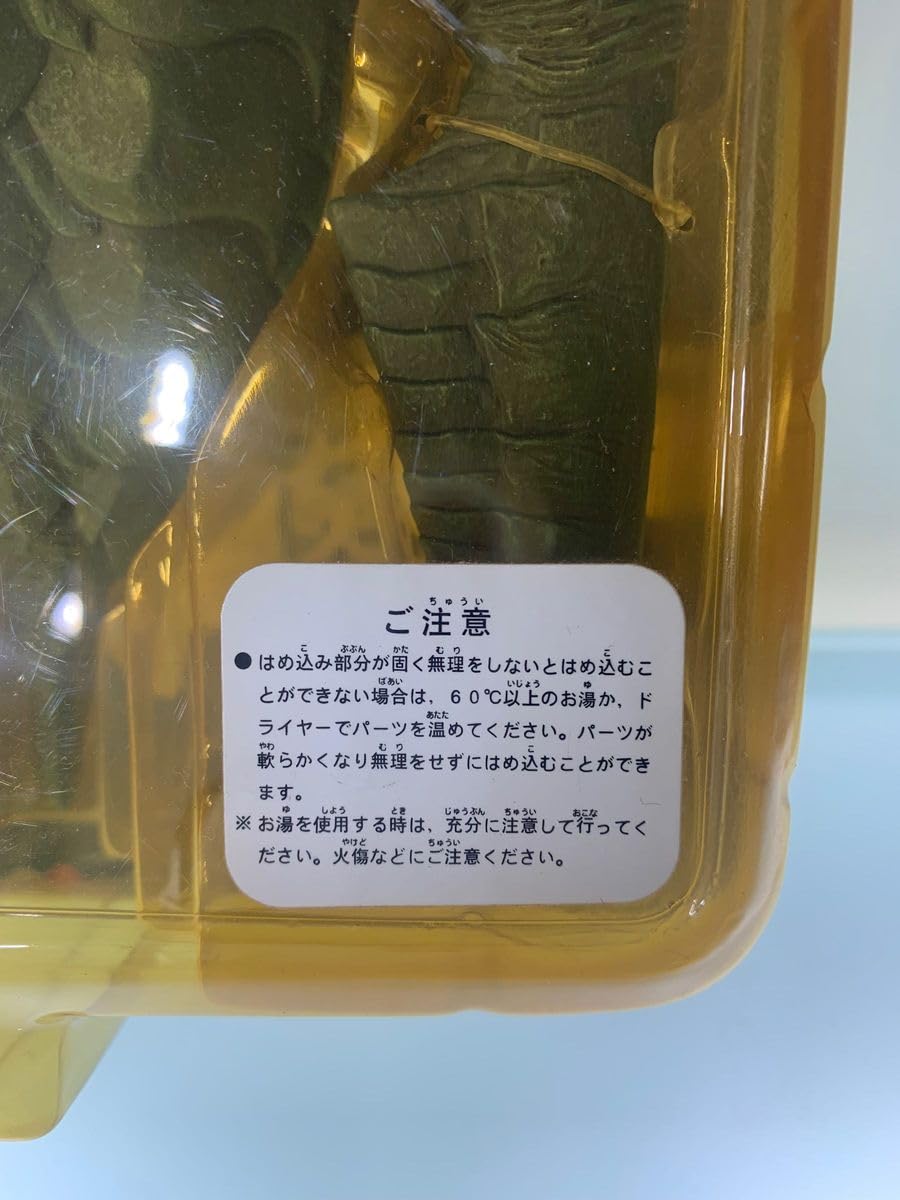 ご注意
●はめ込み部分が固く無理をしないとはめ込むこ
とができない場合は，60℃以上のお湯か，ド
ライヤーでパーツを温めてください。パーツが
軟らかくなり無理をせずにはめ込むことができ
ます。
※お湯を使用する時は，充分に注意して行ってく
ださい。火傷などにご注意ください。